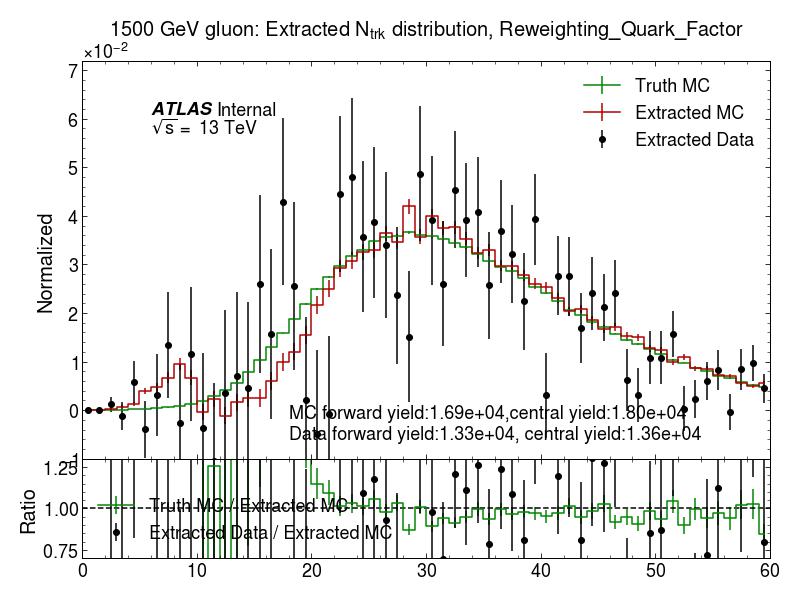 1500 GeV gluon: Extracted N_trk distribution, Reweighting_Quark_Factor
×10⁻²
7
6
5
4
3
2
1
0
1
Normalized
ATLAS Internal
√s = 13 TeV
Truth MC
Extracted MC
Extracted Data
MC forward yield:1.69e+04,central yield:1.80e+04
Data forward yield:1.33e+04, central yield:1.36e+04
1.25
1.00
0.75
Ratio
Truth MC / Extracted MC
Extracted Data / Extracted MC
0 10 20 30 40 50 60